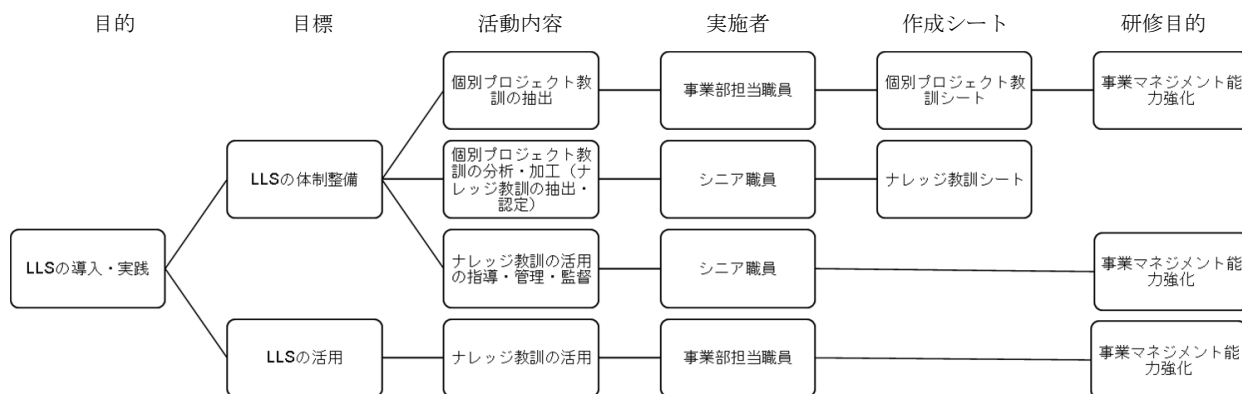 目的
目標
活動内容
実施者
作成シート
研修目的
個別プロジェクト教
訓の抽出
事業部担当職員
個別プロジェクト教
訓シート
事業マネジメント能
力強化
LLSの体制整備
個別プロジェクト教
訓の分析・加工（ナ
レッジ教訓の抽出・
認定）
シニア職員
ナレッジ教訓シート
LLSの導入・実践
ナレッジ教訓の活用
の指導・管理・監督
シニア職員
事業マネジメント能
力強化
LLSの活用
ナレッジ教訓の活用
事業部担当職員
事業マネジメント能
力強化